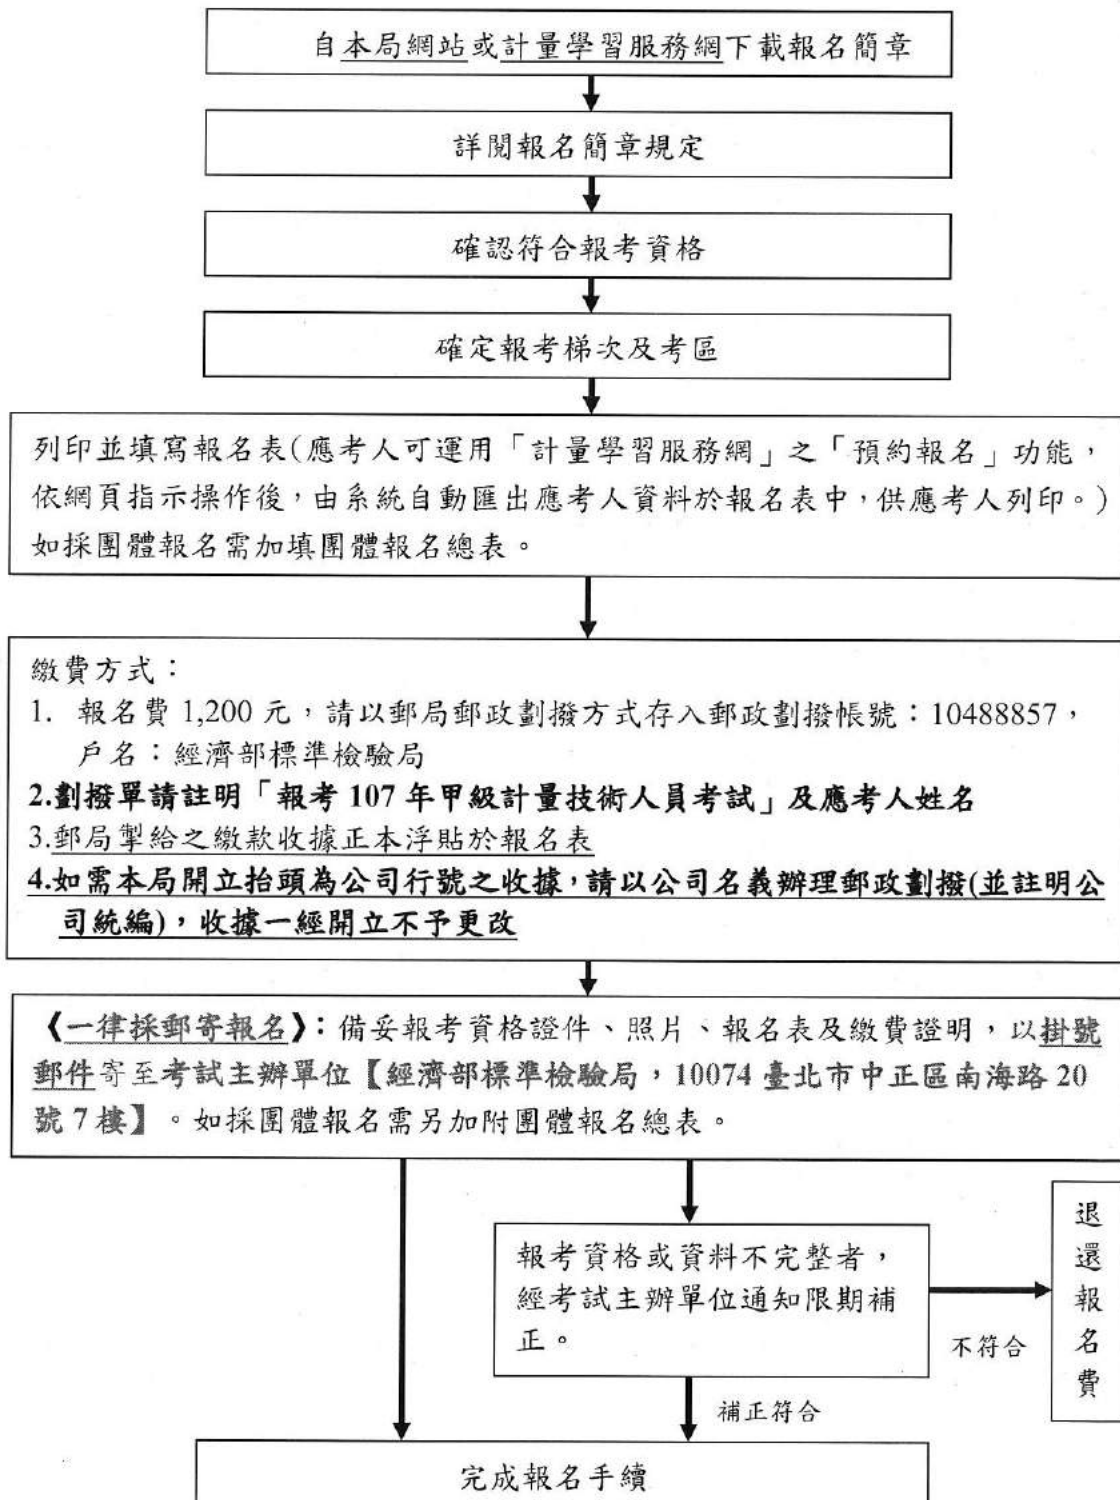 自本局網站或計量學習服務網下載報名簡章
詳閱報名簡章規定
確認符合報考資格
確定報考梯次及考區
列印並填寫報名表(應考人可運用「計量學習服務網」之「預約報名」功能，
依網頁指示操作後，由系統自動匯出應考人資料於報名表中，供應考人列印。)
如採團體報名需加填團體報名總表。
繳費方式：
1. 報名費 1,200 元，請以郵局郵政劃撥方式存入郵政劃撥帳號：10488857，
戶名：經濟部標準檢驗局
2.劃撥單請註明「報考 107 年甲級計量技術人員考試」及應考人姓名
3.郵局掣給之繳款收據正本浮貼於報名表
4.如需本局開立抬頭為公司行號之收據，請以公司名義辦理郵政劃撥(並註明公
司統編)，收據一經開立不予更改
《一律採郵寄報名》：備妥報考資格證件、照片、報名表及繳費證明，以掛號
郵件寄至考試主辦單位【經濟部標準檢驗局，10074 臺北市中正區南海路 20
號 7 樓】。如採團體報名需另加附團體報名總表。
報考資格或資料不完整者，
經考試主辦單位通知限期補
正。
不符合
退還報名費
補正符合
完成報名手續